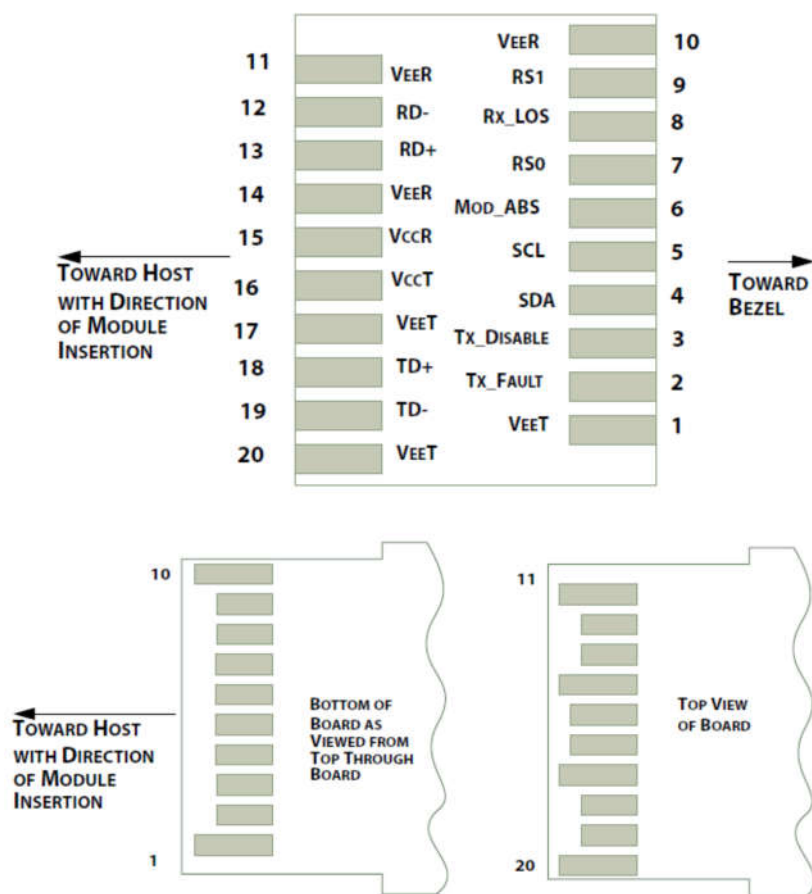 VEER 10
11 VEER RS1 9
12 RD- RX_LOS 8
13 RD+ RS0 7
14 VEER MOD_ABS 6
15 VCCR SCL 5
16 VCCT SDA 4
17 VEET TX_DISABLE 3
18 TD+ TX_FAULT 2
19 TD- VEET 1
20 VEET
TOWARD HOST
WITH DIRECTION
OF MODULE
INSERTION
TOWARD
BEZEL
10
1
TOWARD HOST
WITH DIRECTION
OF MODULE
INSERTION
BOTTOM OF
BOARD AS
VIEWED FROM
TOP THROUGH
BOARD
11
20
TOP VIEW
OF BOARD